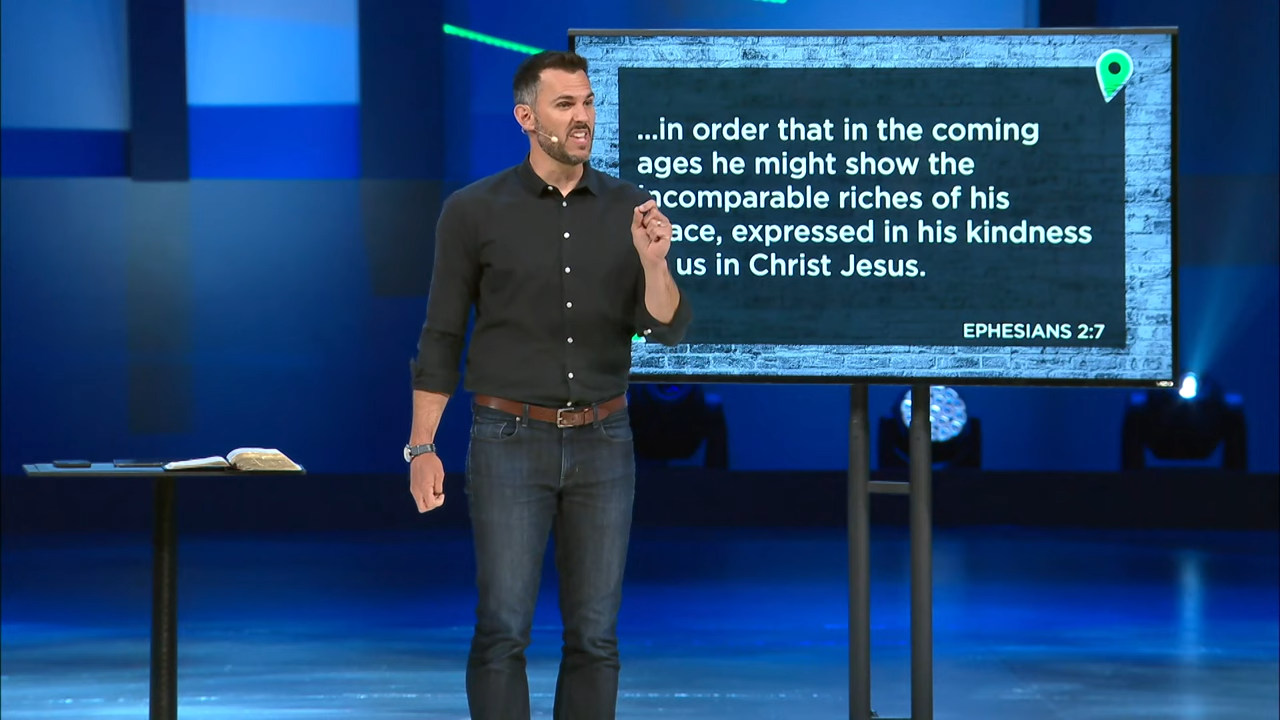 ...in order that in the coming
ages he might show the
incomparable riches of his
ace, expressed in his kindness
us in Christ Jesus.
EPHESIANS 2:7